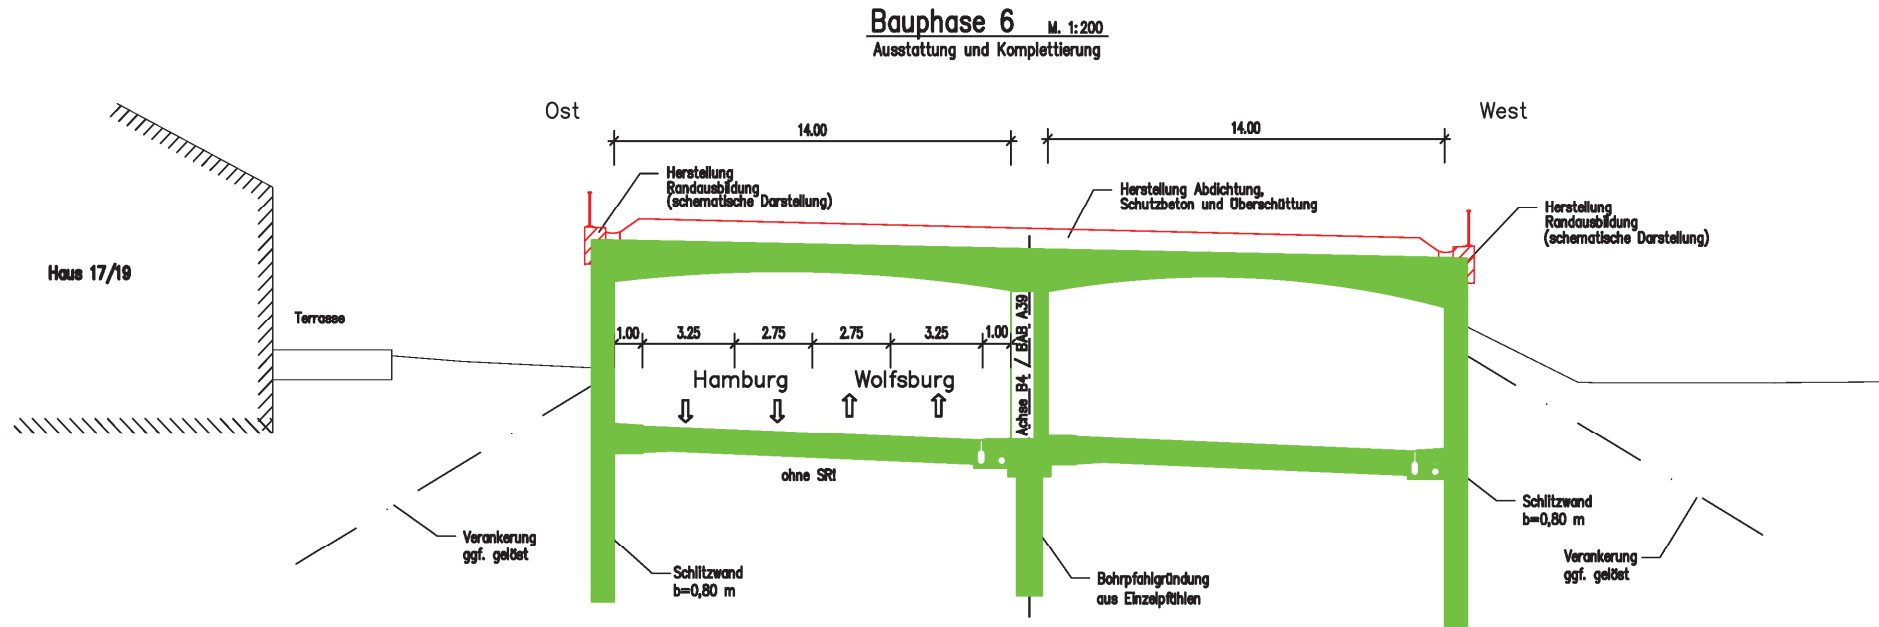 Bauphase 6 M. 1:200
Ausstattung und Komplettierung
Ost
West
14.00
14.00
Herstellung
Randausbildung
(schematische Darstellung)
Herstellung Abdichtung,
Schutzbeton und Überschüttung
Herstellung
Randausbildung
(schematische Darstellung)
Haus 17/19
Terrasse
1.00 3.25 2.75 2.75 3.25 1.00
Hamburg Wolfsburg
Achse B4 / BAB A39
ohne SRt
Verankerung
ggf. gelöst
Schlitzwand
b=0,80 m
Bohrpfahlgründung
aus Einzelpfählen
Schlitzwand
b=0,80 m
Verankerung
ggf. gelöst